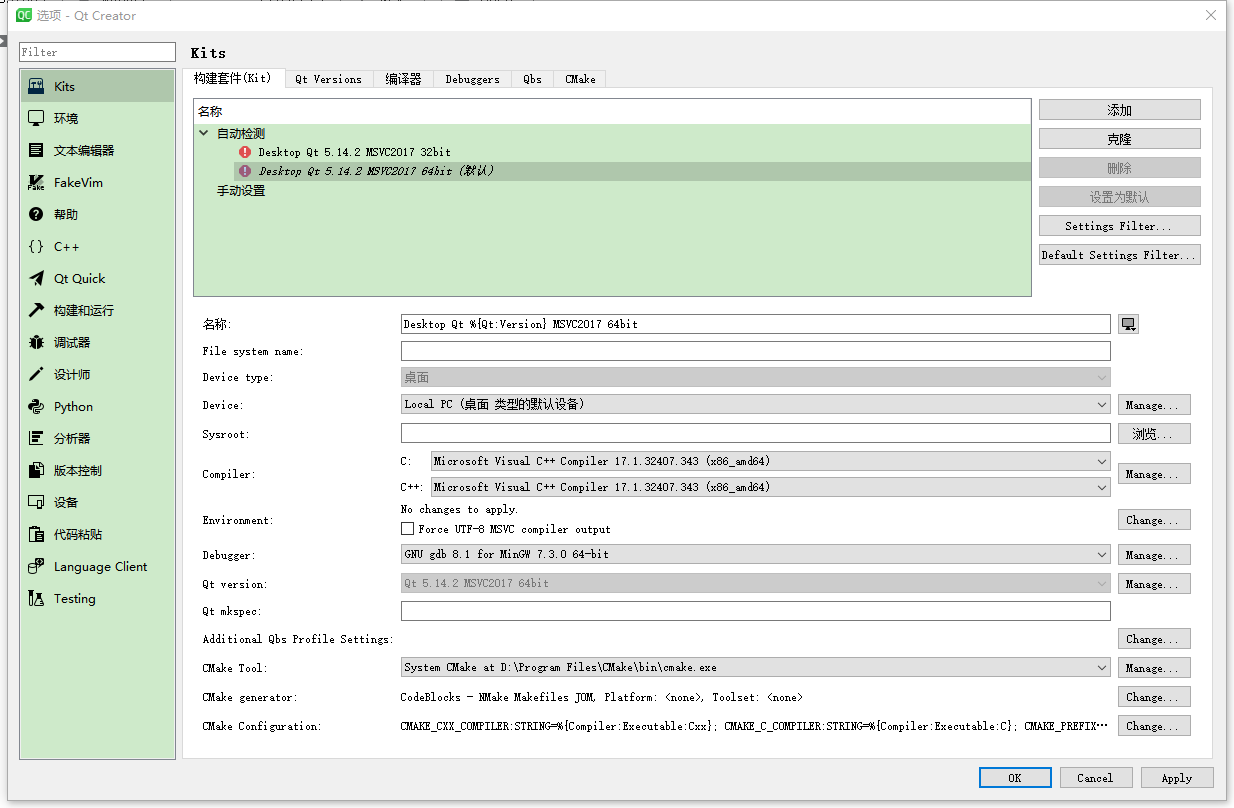 选项 - Qt Creator
Filter
Kits
环境
文本编辑器
FakeVim
帮助
C++
Qt Quick
构建和运行
调试器
设计师
Python
分析器
版本控制
设备
代码粘贴
Language Client
Testing
Kits
构建套件(Kit) Qt Versions 编译器 Debuggers Qbs CMake
名称
自动检测
Desktop Qt 5.14.2 MSVC2017 32bit
Desktop Qt 5.14.2 MSVC2017 64bit (默认)
手动设置
添加
克隆
删除
设置为默认
Settings Filter...
Default Settings Filter...
名称: Desktop Qt %{Qt:Version} MSVC2017 64bit
File system name:
Device type: 桌面
Device: Local PC (桌面 类型的默认设备) Manage...
Sysroot: 浏览...
Compiler: C: Microsoft Visual C++ Compiler 17.1.32407.343 (x86_amd64)
C++: Microsoft Visual C++ Compiler 17.1.32407.343 (x86_amd64) Manage...
Environment: No changes to apply. Change...
Force UTF-8 MSVC compiler output
Debugger: GNU gdb 8.1 for MinGW 7.3.0 64-bit Manage...
Qt version: Qt 5.14.2 MSVC2017 64bit Manage...
Qt mkspec:
Additional Qbs Profile Settings: Change...
CMake Tool: System CMake at D:\Program Files\CMake\bin\cmake.exe Manage...
CMake generator: CodeBlocks - NMake Makefiles JOM, Platform: <none>, Toolset: <none> Change...
CMake Configuration: CMAKE_CXX_COMPILER:STRING=%{Compiler:Executable:Cxx}; CMAKE_C_COMPILER:STRING=%{Compiler:Executable:C}; CMAKE_PREFIX… Change...
OK Cancel Apply